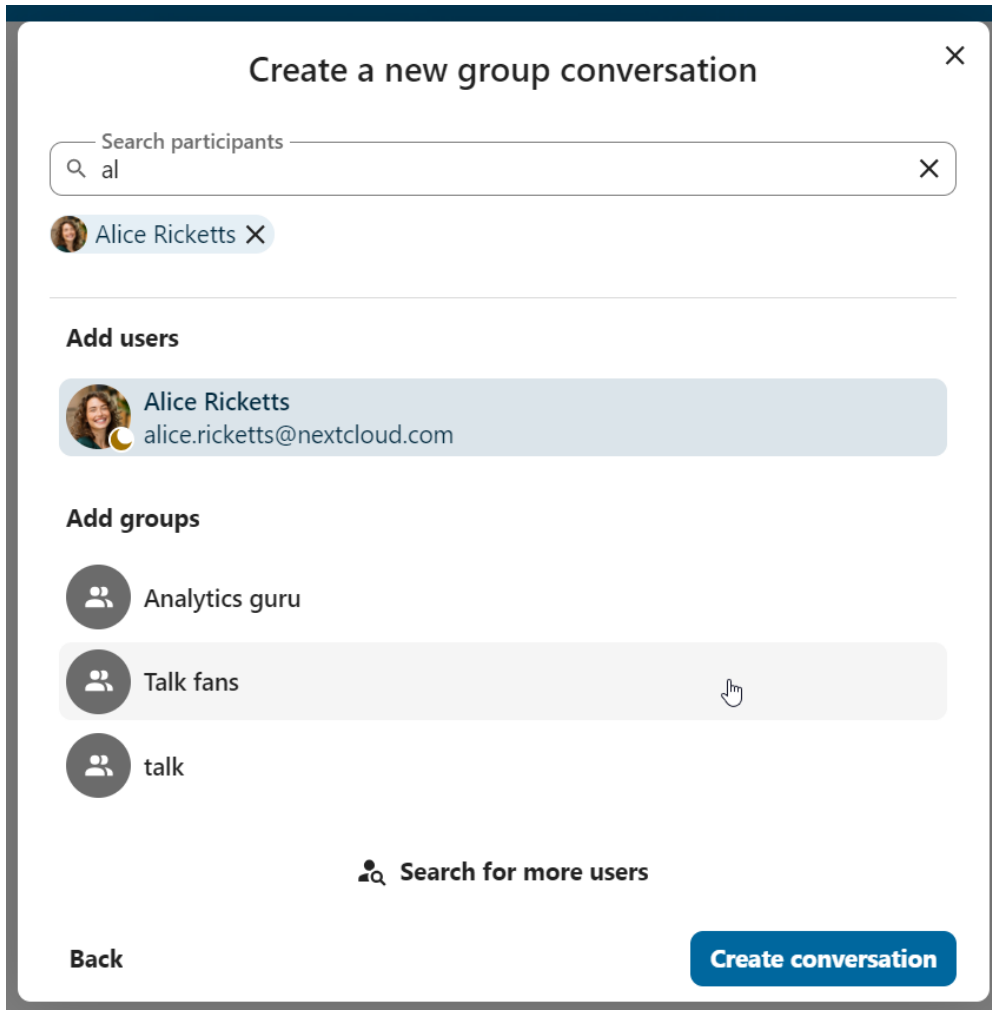 Create a new group conversation
Search participants
al
Alice Ricketts
Add users
Alice Ricketts
alice.ricketts@nextcloud.com
Add groups
Analytics guru
Talk fans
talk
Search for more users
Back
Create conversation